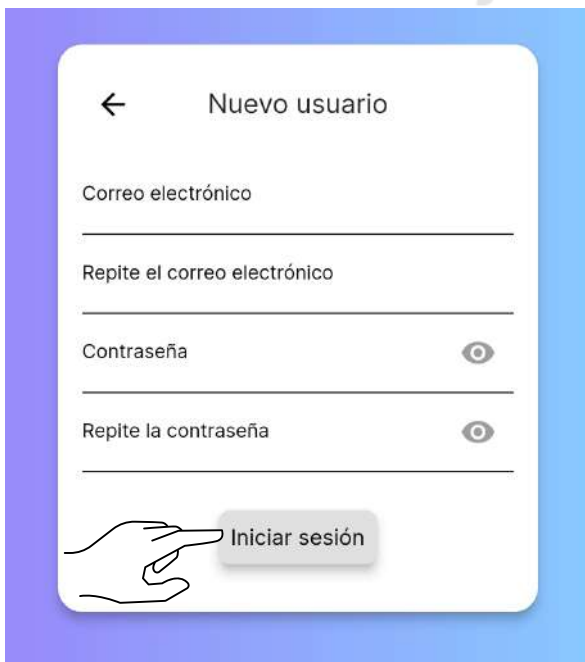 Nuevo usuario
Correo electrónico
Repite el correo electrónico
Contraseña
Repite la contraseña
Iniciar sesión